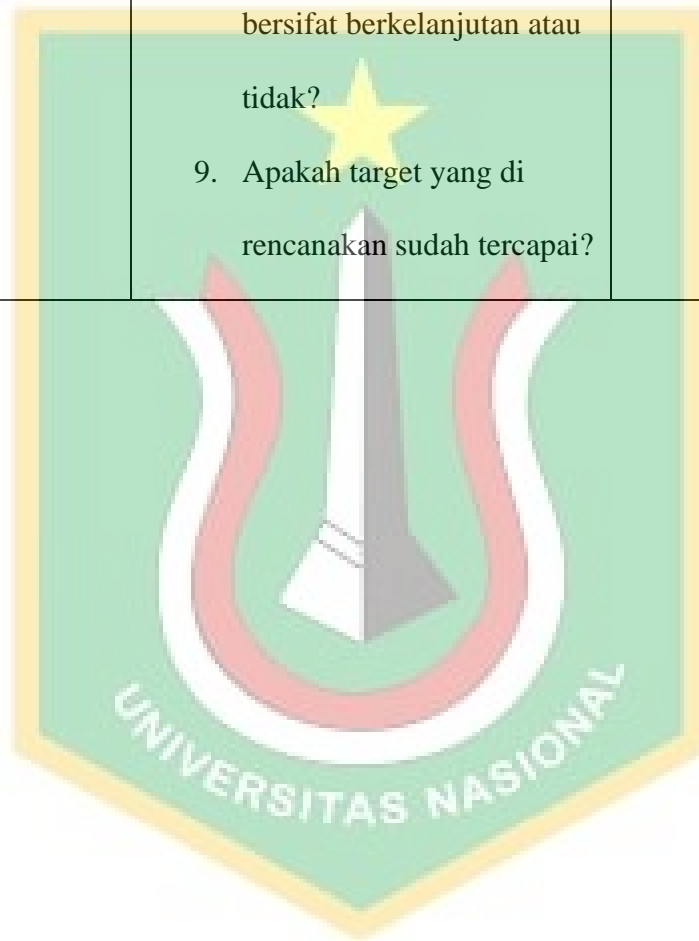 bersifat berkelanjutan atau
tidak?
9. Apakah target yang di
rencanakan sudah tercapai?
UNIVERSITAS NASIONAL